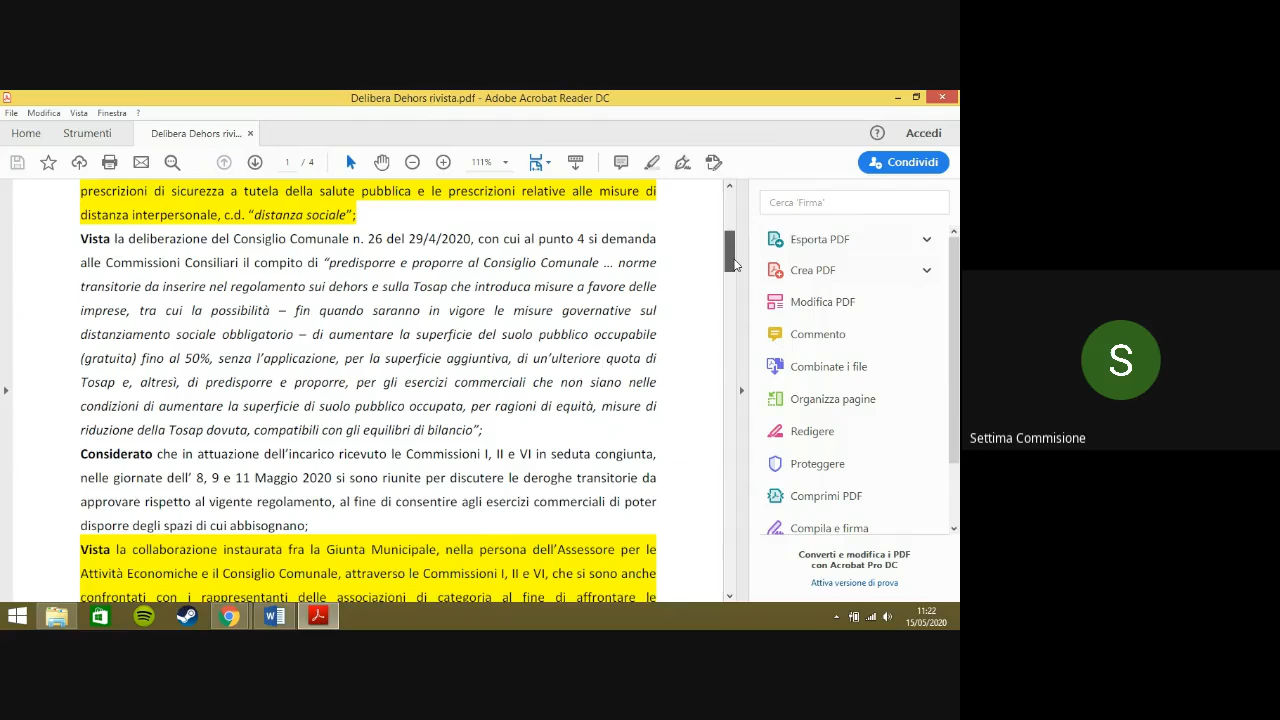 Delibera Dehors rivista.pdf - Adobe Acrobat Reader DC
File Modifica Vista Finestra ?
Home Strumenti Delibera Dehors rivi... × Accedi
1 / 4 111% Condividi
prescrizioni di sicurezza a tutela della salute pubblica e le prescrizioni relative alle misure di
distanza interpersonale, c.d. “distanza sociale”;
Vista la deliberazione del Consiglio Comunale n. 26 del 29/4/2020, con cui al punto 4 si demanda
alle Commissioni Consiliari il compito di “predisporre e proporre al Consiglio Comunale ... norme
transitorie da inserire nel regolamento sui dehors e sulla Tosap che introduca misure a favore delle
imprese, tra cui la possibilità – fin quando saranno in vigore le misure governative sul
distanziamento sociale obbligatorio – di aumentare la superficie del suolo pubblico occupabile
(gratuita) fino al 50%, senza l’applicazione, per la superficie aggiuntiva, di un’ulteriore quota di
Tosap e, altresì, di predisporre e proporre, per gli esercizi commerciali che non siano nelle
condizioni di aumentare la superficie di suolo pubblico occupata, per ragioni di equità, misure di
riduzione della Tosap dovuta, compatibili con gli equilibri di bilancio”;
Considerato che in attuazione dell’incarico ricevuto le Commissioni I, II e VI in seduta congiunta,
nelle giornate dell’ 8, 9 e 11 Maggio 2020 si sono riunite per discutere le deroghe transitorie da
approvare rispetto al vigente regolamento, al fine di consentire agli esercizi commerciali di poter
disporre degli spazi di cui abbisognano;
Vista la collaborazione instaurata fra la Giunta Municipale, nella persona dell’Assessore per le
Attività Economiche e il Consiglio Comunale, attraverso le Commissioni I, II e VI, che si sono anche
confrontati con i rappresentanti delle associazioni di categoria al fine di affrontare le
Cerca 'Firma'
Esporta PDF
Crea PDF
Modifica PDF
Commento
Combinate i file
Organizza pagine
Redigere
Proteggere
Comprimi PDF
Compila e firma
Converti e modifica i PDF
con Acrobat Pro DC
Attiva versione di prova
11:22
15/05/2020
S
Settima Commisione